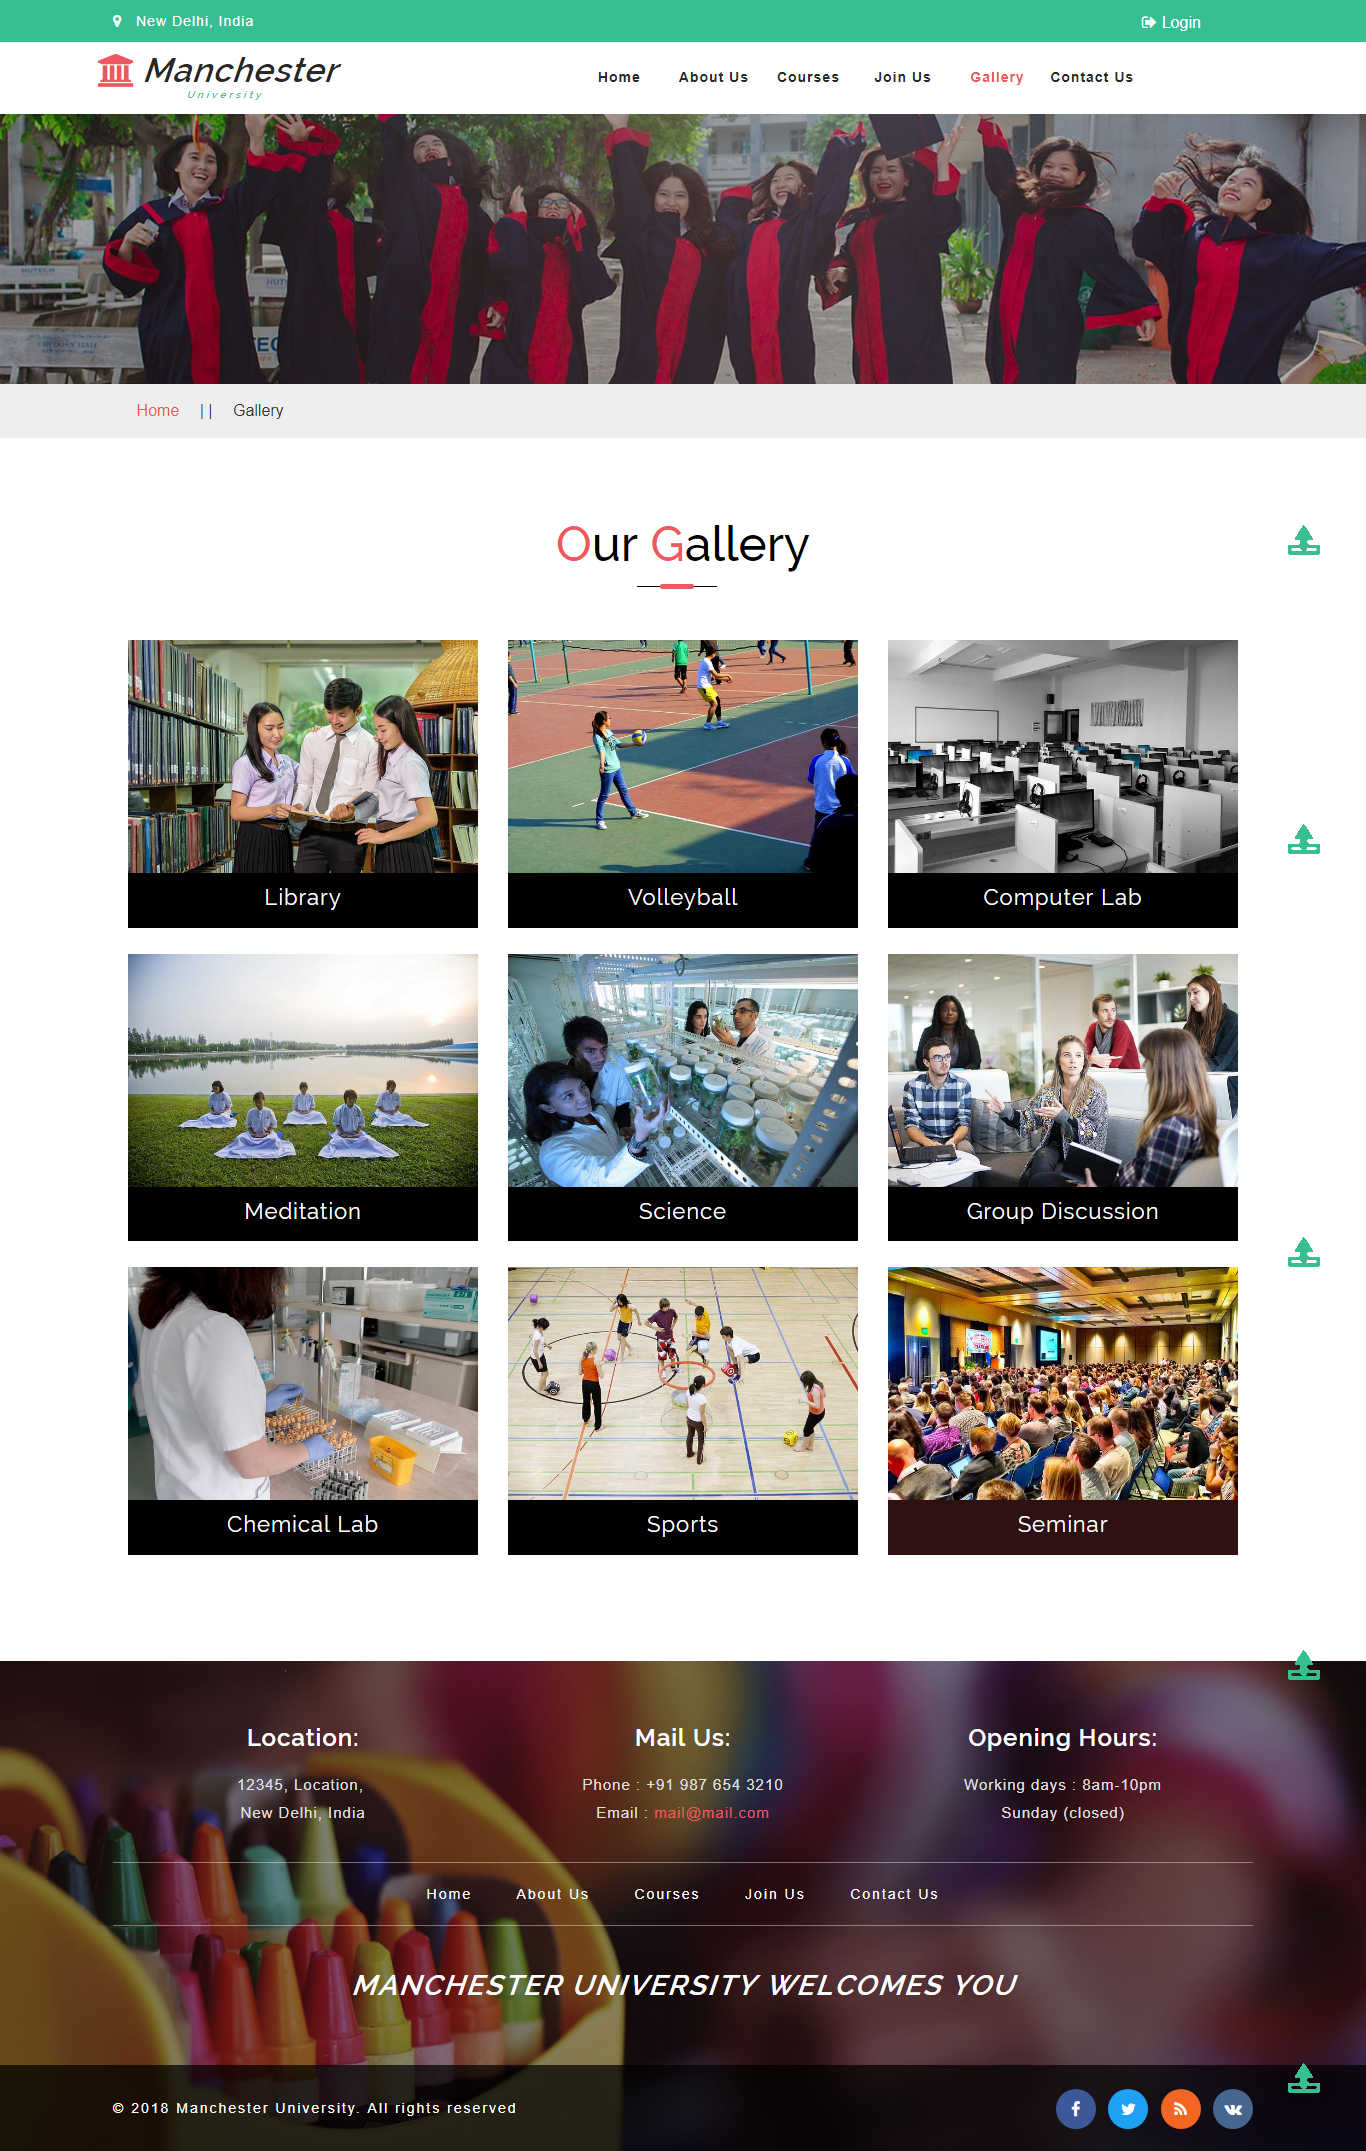 New Delhi, India
Login
Manchester
University
Home About Us Courses Join Us Gallery Contact Us
HUTECH
Home || Gallery
Our Gallery
Library
Volleyball
Computer Lab
Meditation
Science
Group Discussion
Chemical Lab
Sports
Seminar
Location:
12345, Location,
New Delhi, India
Mail Us:
Phone : +91 987 654 3210
Email : mail@mail.com
Opening Hours:
Working days : 8am-10pm
Sunday (closed)
Home About Us Courses Join Us Contact Us
MANCHESTER UNIVERSITY WELCOMES YOU
© 2018 Manchester University. All rights reserved